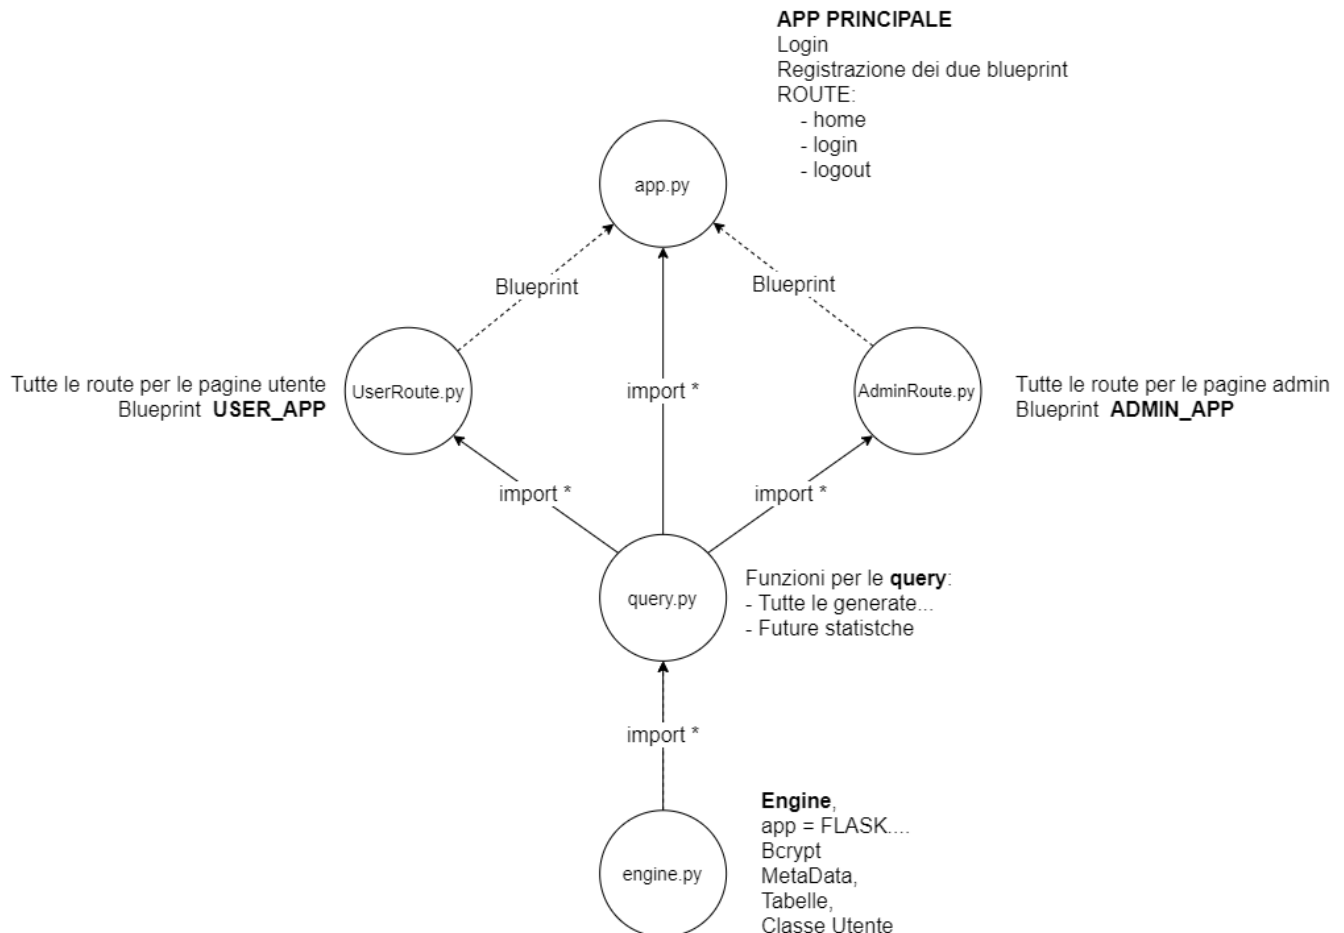 APP PRINCIPALE
Login
Registrazione dei due blueprint
ROUTE:
- home
- login
- logout
app.py
Blueprint
Blueprint
Tutte le route per le pagine utente
Blueprint USER_APP
UserRoute.py
import *
AdminRoute.py
Tutte le route per le pagine admin
Blueprint ADMIN_APP
import *
import *
query.py
Funzioni per le query:
- Tutte le generate...
- Future statistche
import *
engine.py
Engine,
app = FLASK....
Bcrypt
MetaData,
Tabelle,
Classe Utente